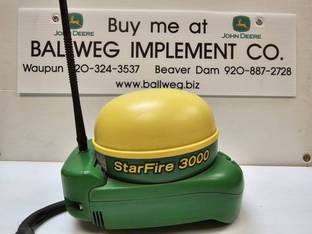 Buy me at
JOHN DEERE
JOHN DEERE
BALLWEG IMPLEMENT CO.
Waupun 920-324-3537 Beaver Dam 920-887-2728
www.ballweg.biz
StarFire 3000